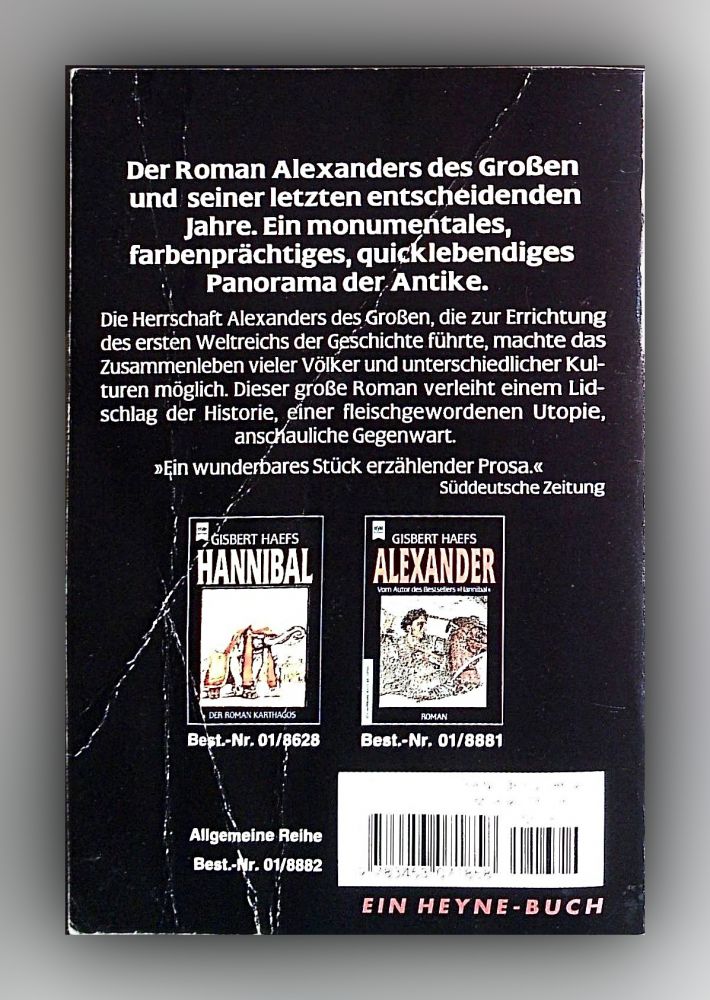 Der Roman Alexanders des Großen
und seiner letzten entscheidenden
Jahre. Ein monumentales,
farbenprächtiges, quicklebendiges
Panorama der Antike.
Die Herrschaft Alexanders des Großen, die zur Errichtung
des ersten Weltreichs der Geschichte führte, machte das
Zusammenleben vieler Völker und unterschiedlicher Kul-
turen möglich. Dieser große Roman verleiht einem Lid-
schlag der Historie, einer fleischgewordenen Utopie,
anschauliche Gegenwart.
»Ein wunderbares Stück erzählender Prosa.«
Süddeutsche Zeitung
GISBERT HAEFS
HANNIBAL
DER ROMAN KARTHAGOS
Best.-Nr. 01/8628
GISBERT HAEFS
ALEXANDER
Vom Autor des Bestsellers »Hannibal«
ROMAN
Best.-Nr. 01/8881
Allgemeine Reihe
Best.-Nr. 01/8882
EIN HEYNE-BUCH